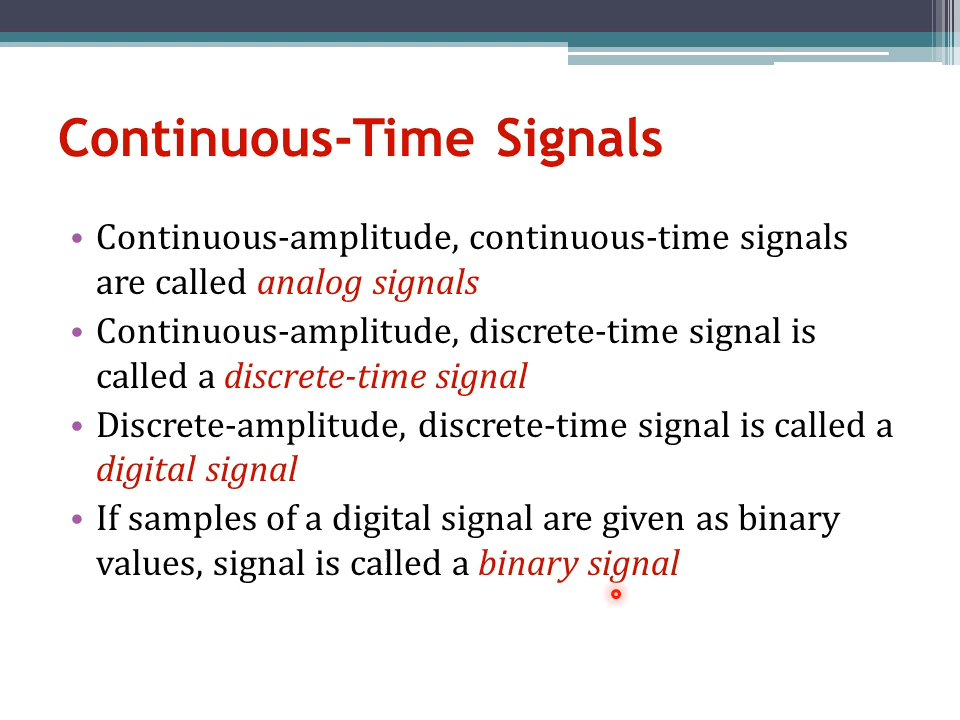 Continuous-Time Signals
• Continuous-amplitude, continuous-time signals
are called analog signals
• Continuous-amplitude, discrete-time signal is
called a discrete-time signal
• Discrete-amplitude, discrete-time signal is called a
digital signal
• If samples of a digital signal are given as binary
values, signal is called a binary signal